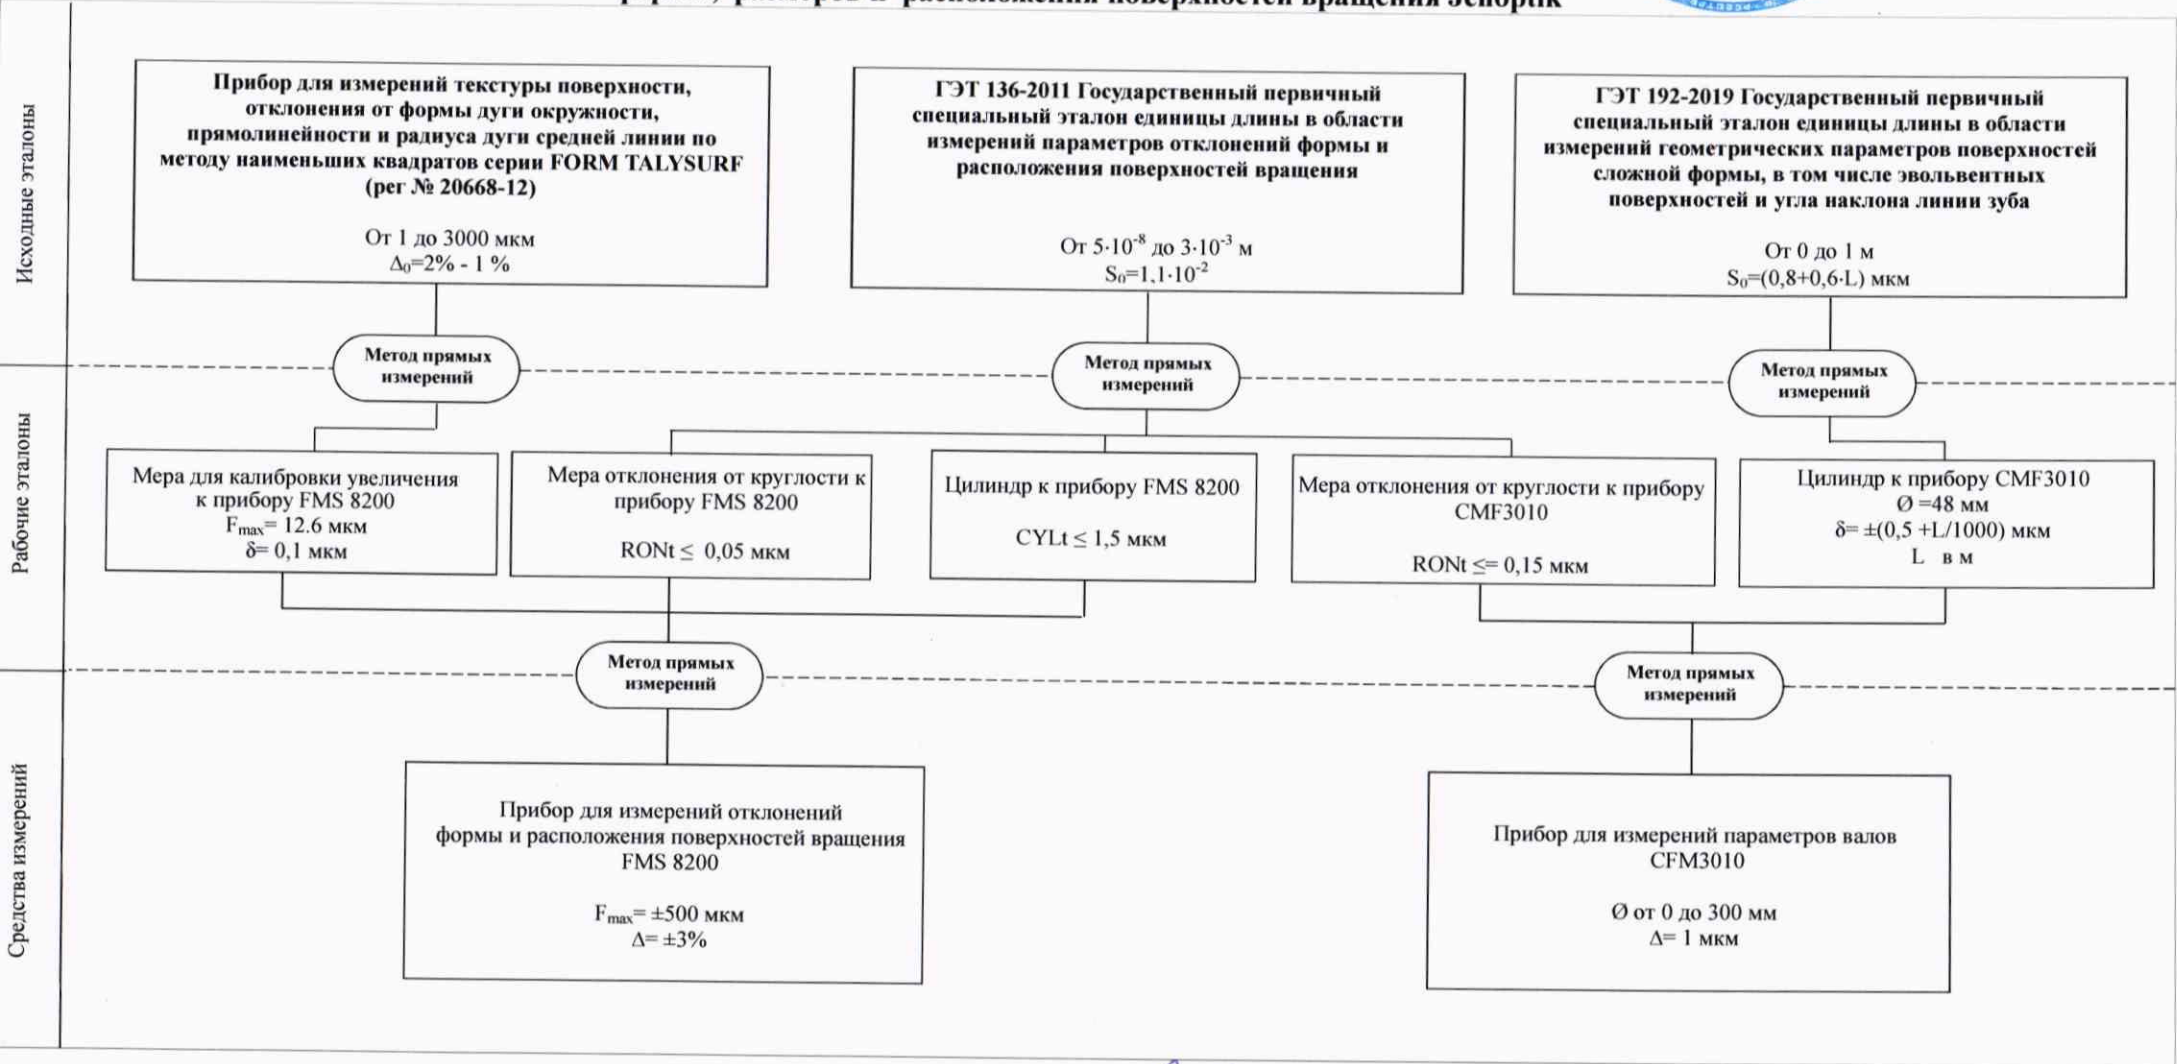 расположения поверхностей вращения Jenoptik
Исходные эталоны
Прибор для измерений текстуры поверхности,
отклонения от формы дуги окружности,
прямолинейности и радиуса дуги средней линии по
методу наименьших квадратов серии FORM TALYSURF
(рег № 20668-12)
От 1 до 3000 мкм
Δ₀=2% - 1 %
ГЭТ 136-2011 Государственный первичный
специальный эталон единицы длины в области
измерений параметров отклонений формы и
расположения поверхностей вращения
От 5·10⁻⁸ до 3·10⁻³ м
S₀=1,1·10⁻²
ГЭТ 192-2019 Государственный первичный
специальный эталон единицы длины в области
измерений геометрических параметров поверхностей
сложной формы, в том числе эвольвентных
поверхностей и угла наклона линии зуба
От 0 до 1 м
S₀=(0,8+0,6·L) мкм
Метод прямых
измерений
Метод прямых
измерений
Метод прямых
измерений
Рабочие эталоны
Мера для калибровки увеличения
к прибору FMS 8200
Fmax= 12.6 мкм
δ= 0,1 мкм
Мера отклонения от круглости к
прибору FMS 8200
RONt ≤ 0,05 мкм
Цилиндр к прибору FMS 8200
CYLt ≤ 1,5 мкм
Мера отклонения от круглости к прибору
CMF3010
RONt ≤= 0,15 мкм
Цилиндр к прибору CMF3010
Ø =48 мм
δ= ±(0,5 +L/1000) мкм
L в м
Метод прямых
измерений
Метод прямых
измерений
Средства измерений
Прибор для измерений отклонений
формы и расположения поверхностей вращения
FMS 8200
Fmax= ±500 мкм
Δ= ±3%
Прибор для измерений параметров валов
CFM3010
Ø от 0 до 300 мм
Δ= 1 мкм